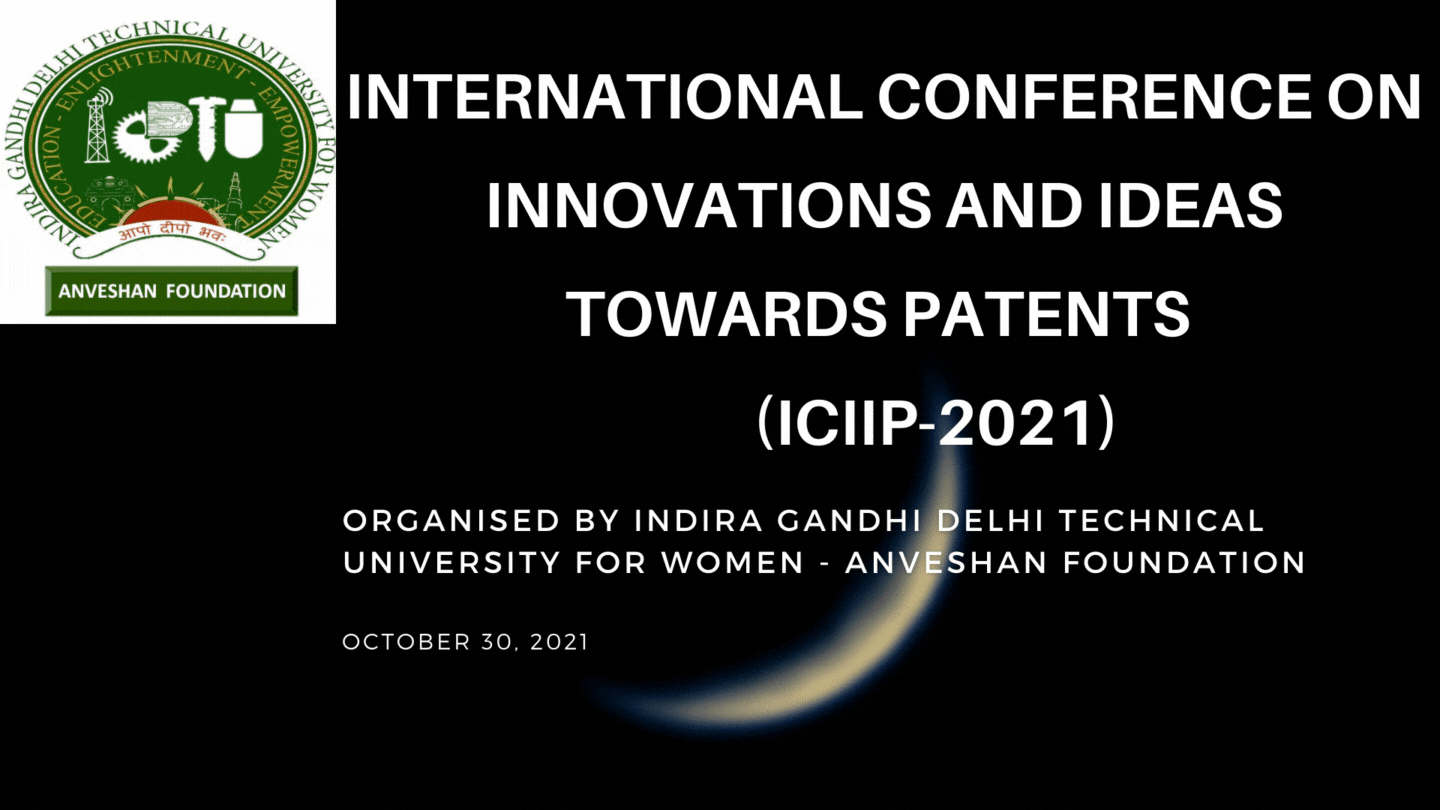 INDIRA GANDHI DELHI TECHNICAL UNIVERSITY FOR WOMEN
EDUCATION - ENLIGHTENMENT - EMPOWERMENT
आपो दीपो भवः
ANVESHAN FOUNDATION
INTERNATIONAL CONFERENCE ON
INNOVATIONS AND IDEAS
TOWARDS PATENTS
(ICIIP-2021)
ORGANISED BY INDIRA GANDHI DELHI TECHNICAL
UNIVERSITY FOR WOMEN - ANVESHAN FOUNDATION
OCTOBER 30, 2021